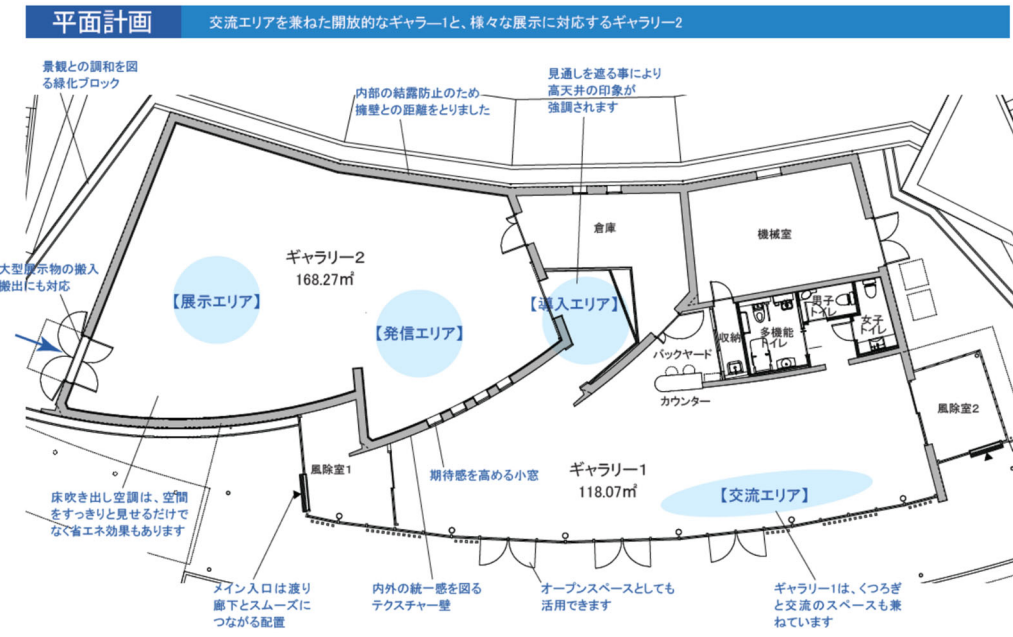 平面計画
交流エリアを兼ねた開放的なギャラー1と、様々な展示に対応するギャラリー2
景観との調和を図
る緑化ブロック
内部の結露防止のため
擁壁との距離をとりました
見通しを遮る事により
高天井の印象が
強調されます
大型展示物の搬入
搬出にも対応
ギャラリー2
168.27㎡
【展示エリア】
【発信エリア】
【導入エリア】
倉庫
機械室
収納
多機能
トイレ
男子
トイレ
女子
トイレ
バックヤード
カウンター
風除室2
風除室1
期待感を高める小窓
ギャラリー1
118.07㎡
【交流エリア】
床吹き出し空調は、空間
をすっきりと見せるだけで
なく省エネ効果もあります
メイン入口は渡り
廊下とスムーズに
つながる配置
内外の統一感を図る
テクスチャー壁
オープンスペースとしても
活用できます
ギャラリー1は、くつろぎ
と交流のスペースも兼
ねています